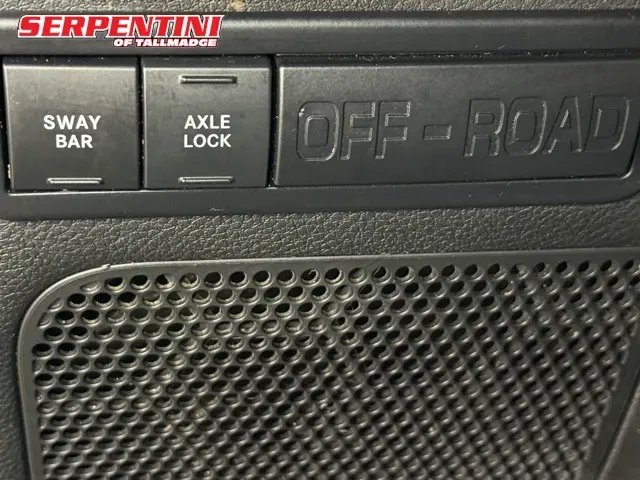 SERPENTINI
OF TALLMADGE
SWAY
BAR
AXLE
LOCK
OFF-ROAD